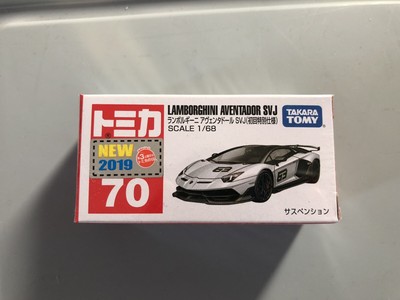 LAMBORGHINI AVENTADOR SVJ
ランボルギーニ アヴェンタドール SVJ(初回特別仕様)
SCALE 1/68
TAKARA
TOMY
トミカ
NEW
2019
70
63
サスペンション